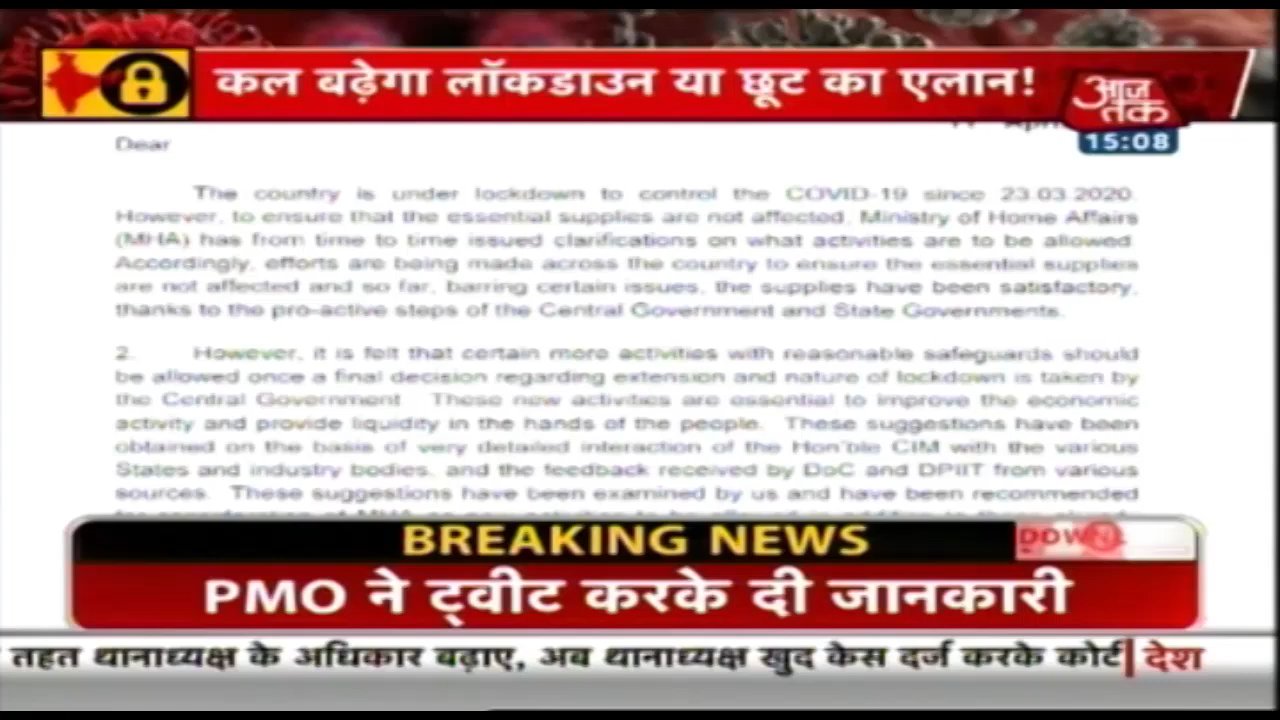 कल बढ़ेगा लॉकडाउन या छूट का एलान!
आज तक
15:08
Dear
The country is under lockdown to control the COVID-19 since 23.03.2020.
However, to ensure that the essential supplies are not affected, Ministry of Home Affairs
(MHA) has from time to time issued clarifications on what activities are to be allowed.
Accordingly, efforts are being made across the country to ensure the essential supplies
are not affected and so far, barring certain issues, the supplies have been satisfactory,
thanks to the pro-active steps of the Central Government and State Governments.
2. However, it is felt that certain more activities with reasonable safeguards should
be allowed once a final decision regarding extension and nature of lockdown is taken by
the Central Government. These new activities are essential to improve the economic
activity and provide liquidity in the hands of the people. These suggestions have been
obtained on the basis of very detailed interaction of the Hon'ble CIM with the various
States and industry bodies, and the feedback received by DoC and DPIIT from various
sources. These suggestions have been examined by us and have been recommended
BREAKING NEWS
PMO ने ट्वीट करके दी जानकारी
तहत थानाध्यक्ष के अधिकार बढ़ाए, अब थानाध्यक्ष खुद केस दर्ज करके कोर्ट देश